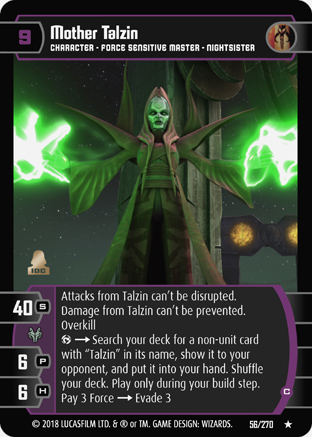 9 Mother Talzin
CHARACTER - FORCE SENSITIVE MASTER - NIGHTSISTER
IDC
40 S
6 P
6 H
Attacks from Talzin can't be disrupted.
Damage from Talzin can't be prevented.
Overkill
→ Search your deck for a non-unit card
with "Talzin" in its name, show it to your
opponent, and put it into your hand. Shuffle
your deck. Play only during your build step.
Pay 3 Force → Evade 3
C
© 2018 LUCASFILM LTD. & ® or TM. GAME DESIGN: WIZARDS. 56/270 ★